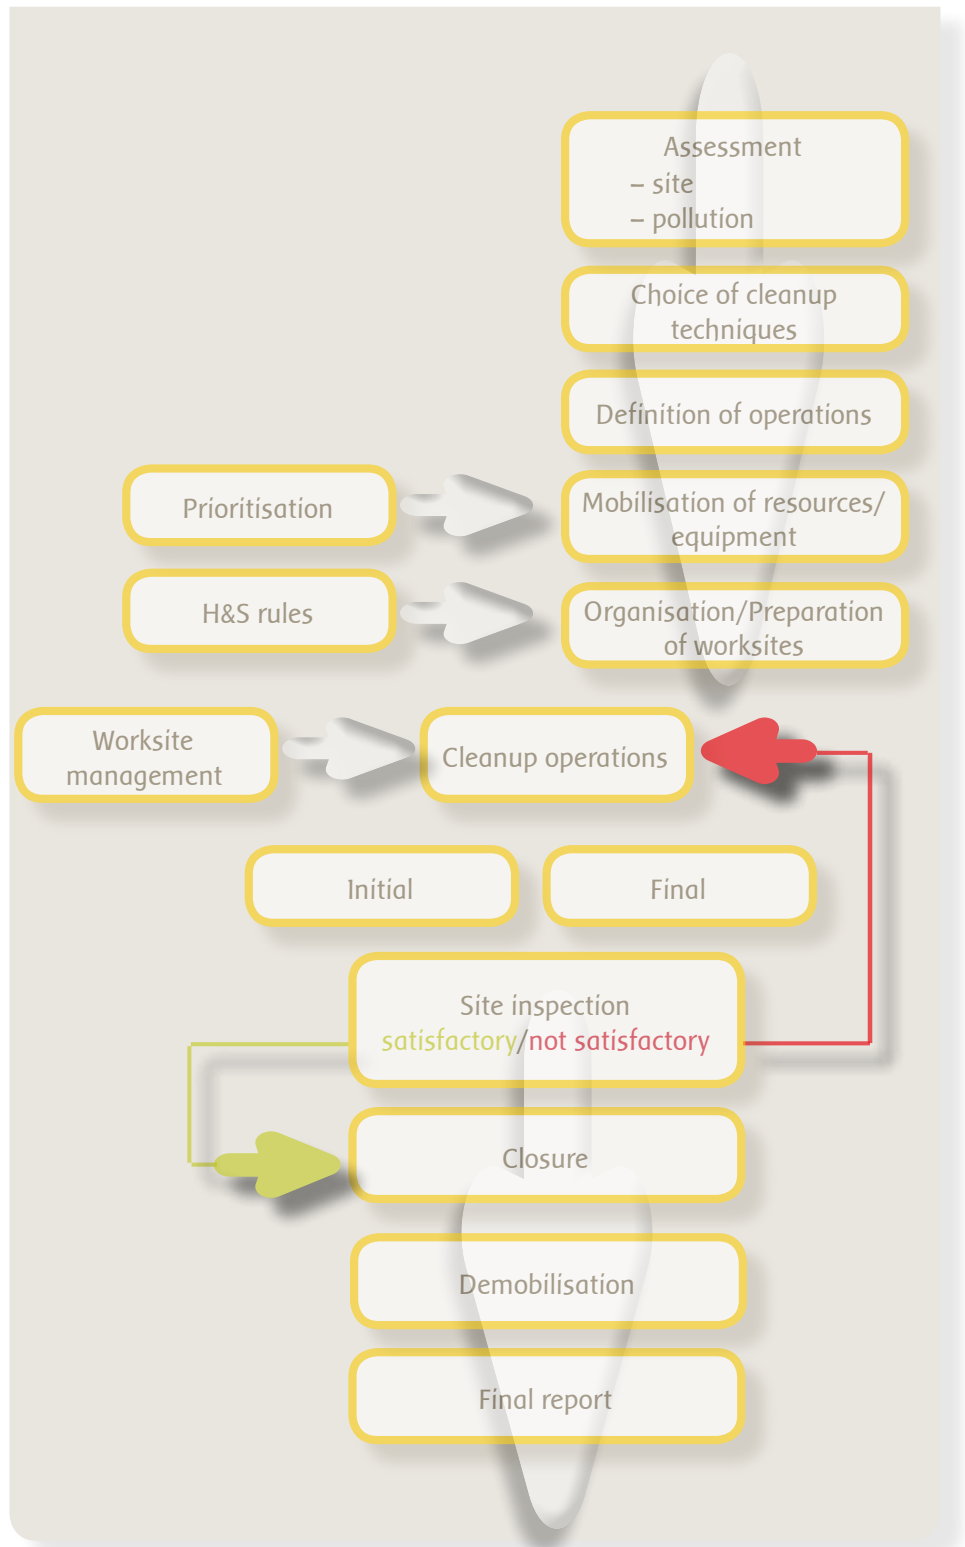 Assessment
– site
– pollution
Choice of cleanup
techniques
Definition of operations
Prioritisation
Mobilisation of resources/
equipment
H&S rules
Organisation/Preparation
of worksites
Worksite
management
Cleanup operations
Initial
Final
Site inspection
satisfactory/not satisfactory
Closure
Demobilisation
Final report